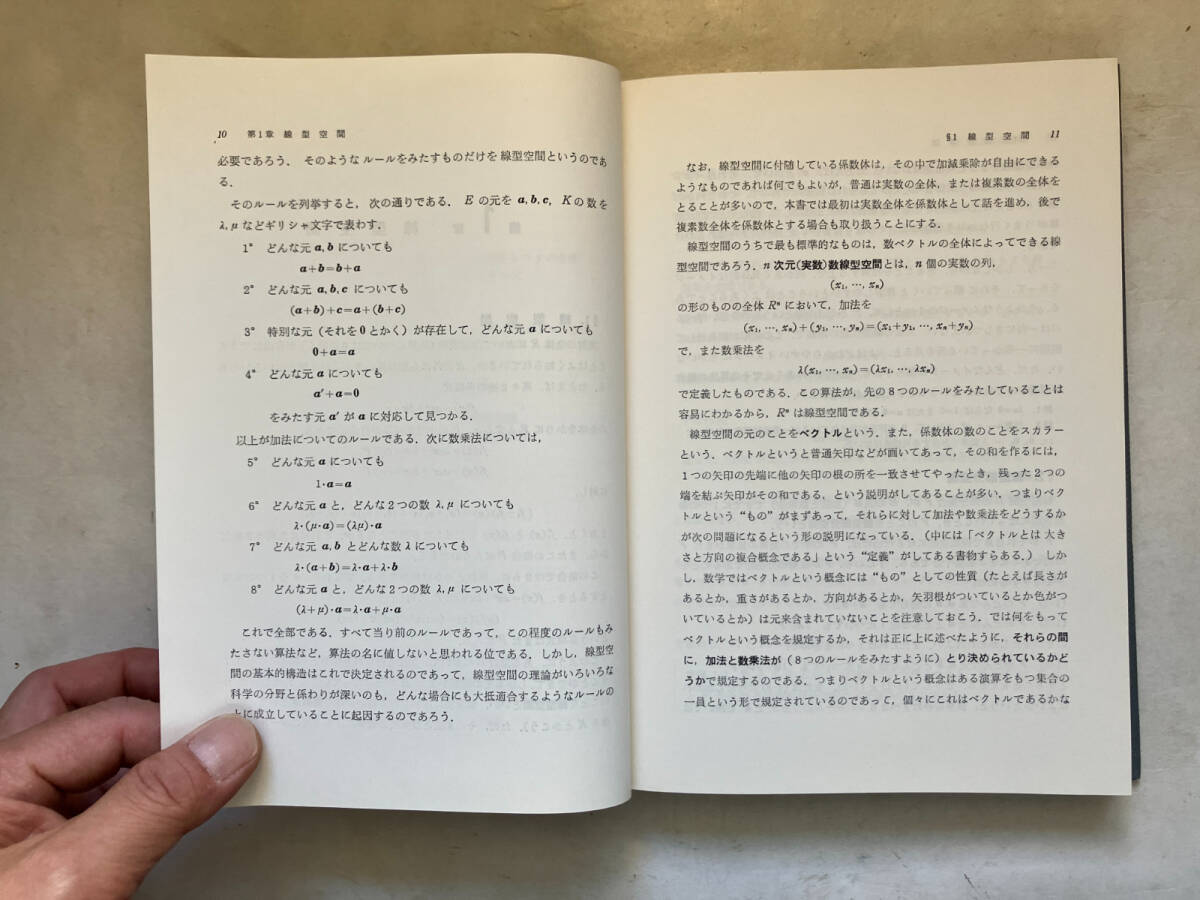 10 第1章 線型空間
必要であろう．そのようなルールをみたすものだけを線型空間というのであ
る．
そのルールを列挙すると，次の通りである．E の元を a, b, c, K の数を
λ, μ などギリシャ文字で表わす．
1° どんな元 a, b についても
a+b=b+a
2° どんな元 a, b, c についても
(a+b)+c=a+(b+c)
3° 特別な元（それを 0 とかく）が存在して，どんな元 a についても
0+a=a
4° どんな元 a についても
a′+a=0
をみたす元 a′ が a に対応して見つかる．
以上が加法についてのルールである．次に数乗法については，
5° どんな元 a についても
1·a=a
6° どんな元 a と，どんな2つの数 λ, μ についても
λ·(μ·a)=(λμ)·a
7° どんな元 a, b とどんな数 λ についても
λ·(a+b)=λ·a+λ·b
8° どんな元 a と，どんな2つの数 λ, μ についても
(λ+μ)·a=λ·a+μ·a
これで全部である．すべて当り前のルールであって，この程度のルールもみ
たさない算法など，算法の名に値しないと思われる位である．しかし，線型空
間の基本的構造はこれで決定されるのであって，線型空間の理論がいろいろな
科学の分野と係わりが深いのも，どんな場合にも大抵適合するようなルールの
とに成立していることに起因するのであろう．
§1 線型空間 11
なお，線型空間に付随している係数体は，その中で加減乗除が自由にできる
ようなものであれば何でもよいが，普通は実数の全体，または複素数の全体を
とることが多いので，本書では最初は実数全体を係数体として話を進め，後で
複素数全体を係数体とする場合も取り扱うことにする．
線型空間のうちで最も標準的なものは，数ベクトルの全体によってできる線
型空間であろう．n 次元（実数）数線型空間とは，n 個の実数の列，
(x₁, …, xₙ)
の形のものの全体 Rⁿ において，加法を
(x₁, …, xₙ)+(y₁, …, yₙ)=(x₁+y₁, …, xₙ+yₙ)
で，また数乗法を
λ(x₁, …, xₙ)=(λx₁, …, λxₙ)
で定義したものである．この算法が，先の8つのルールをみたしていることは
容易にわかるから，Rⁿ は線型空間である．
線型空間の元のことをベクトルという．また，係数体の数のことをスカラー
という．ベクトルというと普通矢印などが画いてあって，その和を作るには，
1つの矢印の先端に他の矢印の根の所を一致させてやったとき，残った2つの
端を結ぶ矢印がその和である，という説明がしてあることが多い．つまりベク
トルという“もの”がまずあって，それらに対して加法や数乗法をどうするか
が次の問題になるという形の説明になっている．（中には「ベクトルとは大き
さと方向の複合概念である」という“定義”がしてある書物すらある．）しか
し，数学ではベクトルという概念には“もの”としての性質（たとえば長さが
あるとか，重さがあるとか，方向があるとか，矢羽根がついているとか色がつ
いているとか）は元来含まれていないことを注意しておこう．では何をもって
ベクトルという概念を規定するか，それは正に上に述べたように，それらの間
に，加法と数乗法が（8つのルールをみたすように）とり決められているかど
うかで規定するのである．つまりベクトルという概念はある演算をもつ集合の
一員という形で規定されているのであって，個々にこれはベクトルであるかな